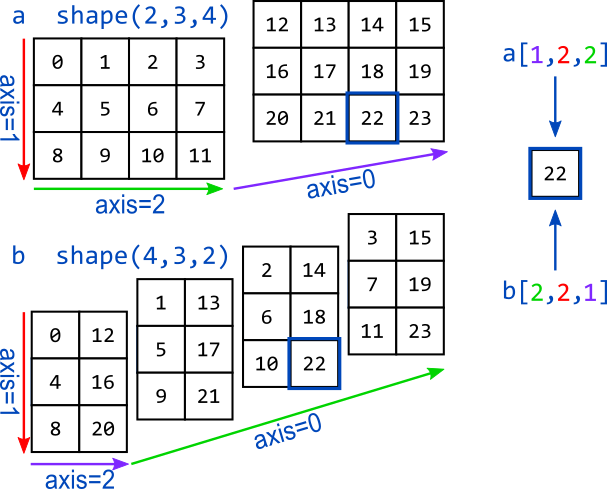 a shape(2,3,4)
0 1 2 3
4 5 6 7
8 9 10 11
axis=1
axis=2
12 13 14 15
16 17 18 19
20 21 22 23
axis=0
a[1,2,2]
22
b[2,2,1]
b shape(4,3,2)
0 12
4 16
8 20
axis=1
axis=2
1 13
5 17
9 21
2 14
6 18
10 22
3 15
7 19
11 23
axis=0